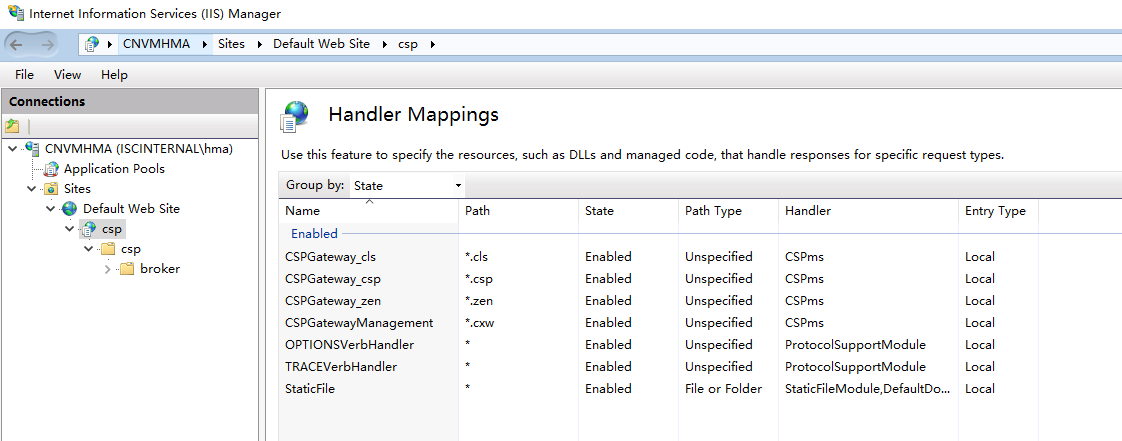 Internet Information Services (IIS) Manager
CNVMHMA Sites Default Web Site csp
File View Help
Connections
CNVMHMA (ISCINTERNAL\hma)
Application Pools
Sites
Default Web Site
csp
csp
broker
Handler Mappings
Use this feature to specify the resources, such as DLLs and managed code, that handle responses for specific request types.
Group by: State
Name Path State Path Type Handler Entry Type
Enabled
CSPGateway_cls *.cls Enabled Unspecified CSPms Local
CSPGateway_csp *.csp Enabled Unspecified CSPms Local
CSPGateway_zen *.zen Enabled Unspecified CSPms Local
CSPGatewayManagement *.cxw Enabled Unspecified CSPms Local
OPTIONSVerbHandler * Enabled Unspecified ProtocolSupportModule Local
TRACEVerbHandler * Enabled Unspecified ProtocolSupportModule Local
StaticFile * Enabled File or Folder StaticFileModule,DefaultDo... Local